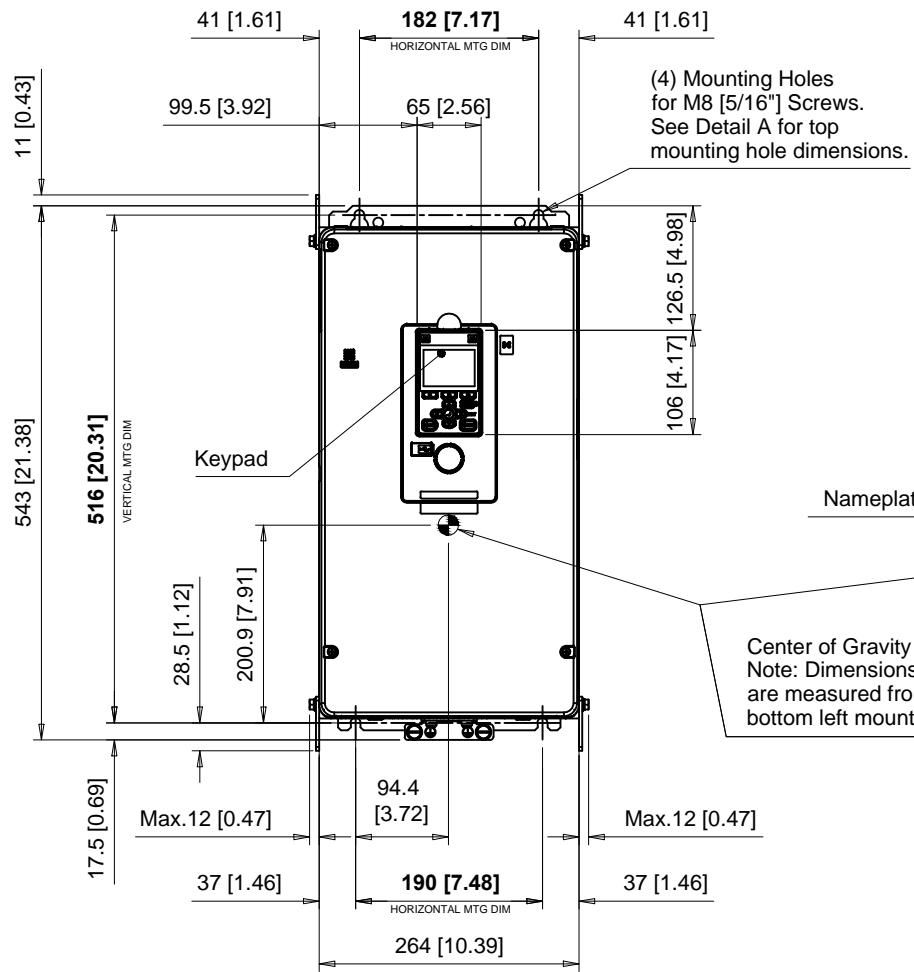 41 [1.61]
182 [7.17]
41 [1.61]
HORIZONTAL MTG DIM
(4) Mounting Holes
for M8 [5/16"] Screws.
See Detail A for top
mounting hole dimensions.
99.5 [3.92]
65 [2.56]
11 [0.43]
126.5 [4.98]
106 [4.17]
543 [21.38]
516 [20.31]
VERTICAL MTG DIM
Keypad
Nameplat
28.5 [1.12]
200.9 [7.91]
Center of Gravity
Note: Dimensions
are measured fro
bottom left mount
17.5 [0.69]
94.4
[3.72]
Max.12 [0.47]
Max.12 [0.47]
37 [1.46]
190 [7.48]
37 [1.46]
HORIZONTAL MTG DIM
264 [10.39]